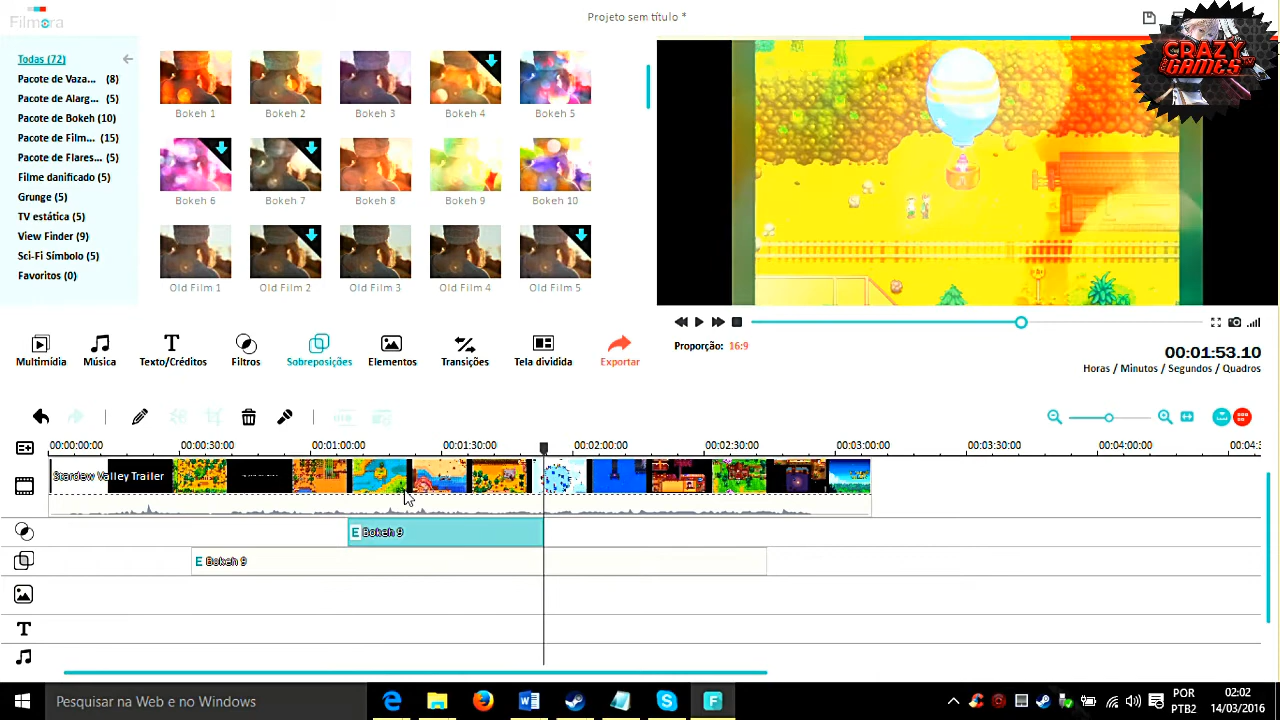 Filmora
Projeto sem título *
CRAZY
GAMES
TV
Todas (72)
Pacote de Vaza... (8)
Pacote de Alarg... (5)
Pacote de Bokeh (10)
Pacote de Film... (15)
Pacote de Flares... (5)
Filme danificado (5)
Grunge (5)
TV estática (5)
View Finder (9)
Sci-Fi Símbolo (5)
Favoritos (0)
Bokeh 1
Bokeh 2
Bokeh 3
Bokeh 4
Bokeh 5
Bokeh 6
Bokeh 7
Bokeh 8
Bokeh 9
Bokeh 10
Old Film 1
Old Film 2
Old Film 3
Old Film 4
Old Film 5
Proporção: 16:9
00:01:53.10
Horas / Minutos / Segundos / Quadros
Multimídia
Música
Texto/Créditos
Filtros
Sobreposições
Elementos
Transições
Tela dividida
Exportar
00:00:00:00
00:00:30:00
00:01:00:00
00:01:30:00
00:02:00:00
00:02:30:00
00:03:00:00
00:03:30:00
00:04:00:00
00:04:3
Stardew Valley Trailer
E Bokeh 9
E Bokeh 9
Pesquisar na Web e no Windows
POR
PTB2
02:02
14/03/2016